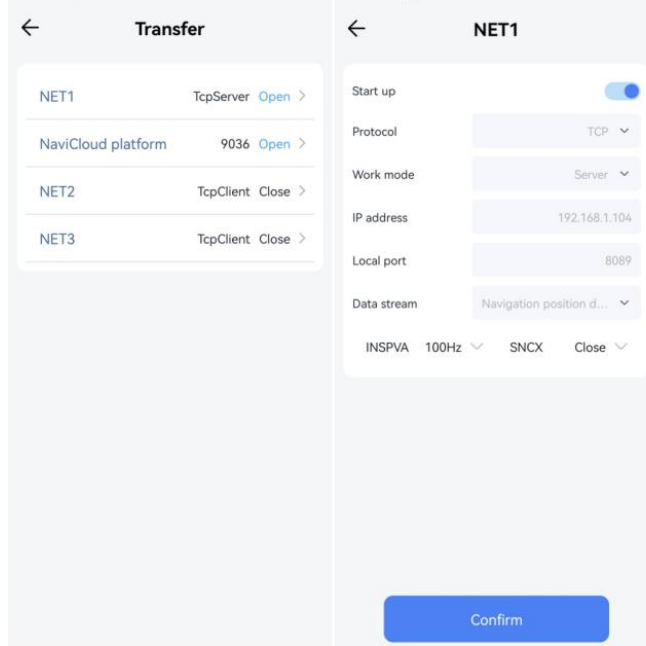 Transfer
NET1 TcpServer Open
NaviCloud platform 9036 Open
NET2 TcpClient Close
NET3 TcpClient Close
NET1
Start up
Protocol TCP
Work mode Server
IP address 192.168.1.104
Local port 8089
Data stream Navigation position d...
INSPVA 100Hz SNCX Close
Confirm